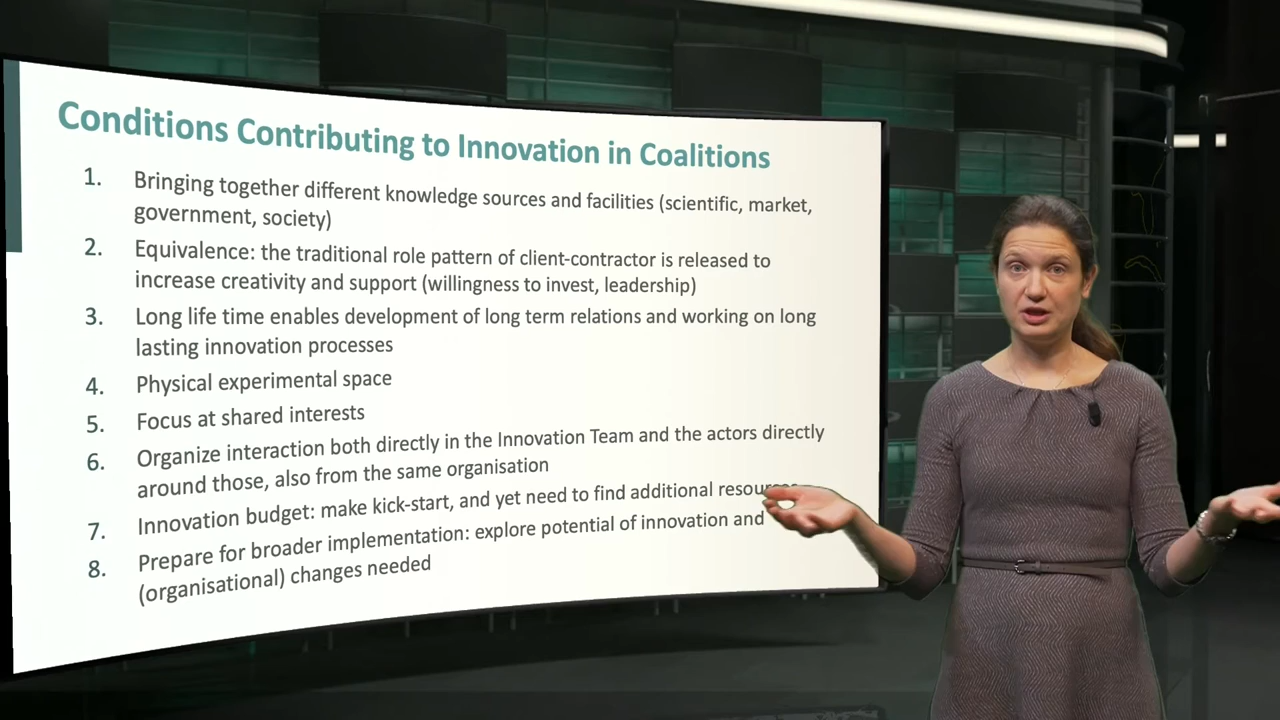 Conditions Contributing to Innovation in Coalitions
1. Bringing together different knowledge sources and facilities (scientific, market,
government, society)
2. Equivalence: the traditional role pattern of client-contractor is released to
increase creativity and support (willingness to invest, leadership)
3. Long life time enables development of long term relations and working on long
lasting innovation processes
4. Physical experimental space
5. Focus at shared interests
6. Organize interaction both directly in the Innovation Team and the actors directly
around those, also from the same organisation
7. Innovation budget: make kick-start, and yet need to find additional
8. Prepare for broader implementation: explore potential of innovation and
(organisational) changes needed